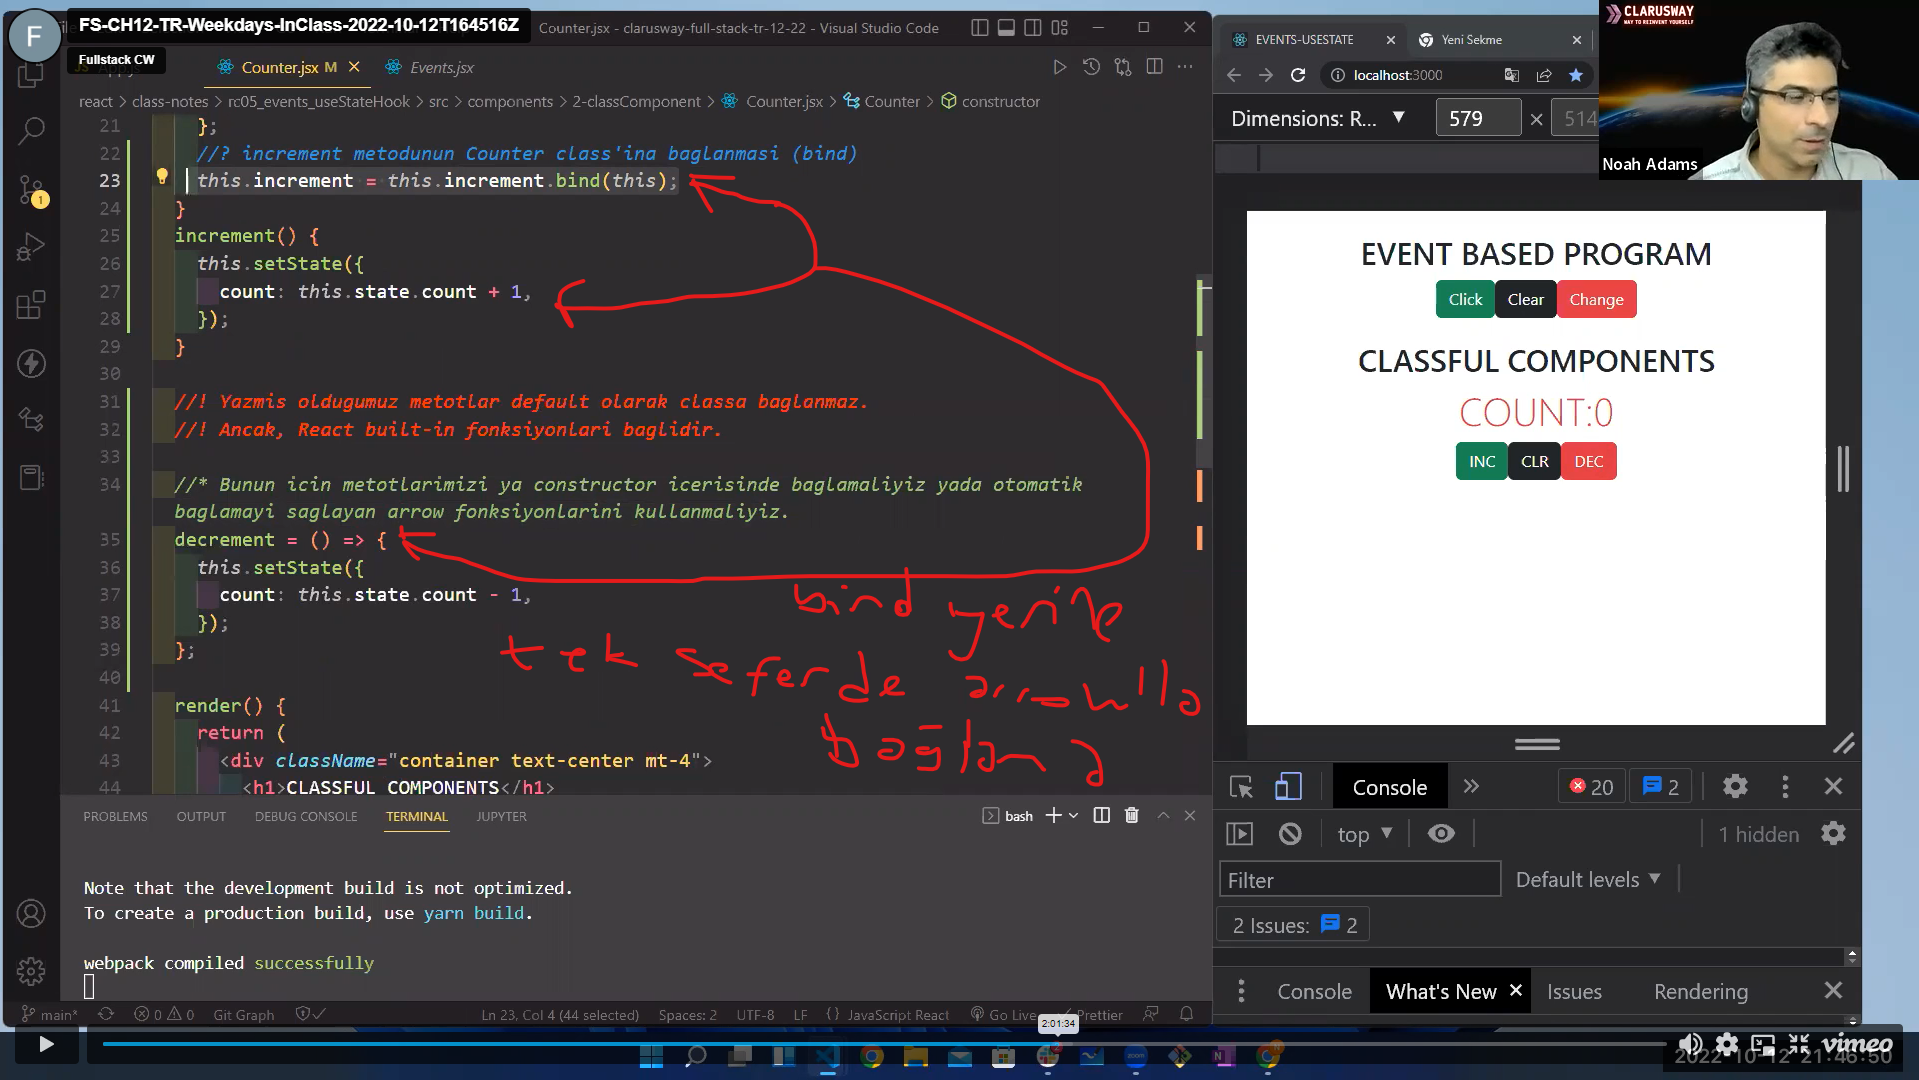 FS-CH12-TR-Weekdays-InClass-2022-10-12T164516Z
Fullstack CW
F
Counter.jsx - clarusway-full-stack-tr-12-22 - Visual Studio Code
Counter.jsx M
Events.jsx
react > class-notes > rc05_events_useStateHook > src > components > 2-classComponent > Counter.jsx > Counter > constructor
21 };
22 //? increment metodunun Counter class'ina baglanmasi (bind)
23 this.increment = this.increment.bind(this);
24 }
25 increment() {
26 this.setState({
27 count: this.state.count + 1,
28 });
29 }
30
31 //! Yazmis oldugumuz metotlar default olarak classa baglanmaz.
32 //! Ancak, React built-in fonksiyonlari baglidir.
33
34 //* Bunun icin metotlarimizi ya constructor icerisinde baglamaliyiz yada otomatik
baglamayi saglayan arrow fonksiyonlarini kullanmaliyiz.
35 decrement = () => {
36 this.setState({
37 count: this.state.count - 1,
38 });
39 };
40
41 render() {
42 return (
43 <div className="container text-center mt-4">
44 <h1>CLASSFUL COMPONENTS</h1>
bind yerine
tek seferde arrowlla
bağlama
PROBLEMS OUTPUT DEBUG CONSOLE TERMINAL JUPYTER
bash
Note that the development build is not optimized.
To create a production build, use yarn build.
webpack compiled successfully
main* 0 0 Git Graph Ln 23, Col 4 (44 selected) Spaces: 2 UTF-8 LF {} JavaScript React Go Live Prettier
EVENTS-USESTATE
Yeni Sekme
localhost:3000
Dimensions: R... 579 × 514
CLARUSWAY
WAY TO REINVENT YOURSELF
Noah Adams
EVENT BASED PROGRAM
Click Clear Change
CLASSFUL COMPONENTS
COUNT:0
INC CLR DEC
Console 20 2
top 1 hidden
Filter Default levels
2 Issues: 2
Console What's New Issues Rendering
2:01:34
vimeo
2022-10-12 21:46:50